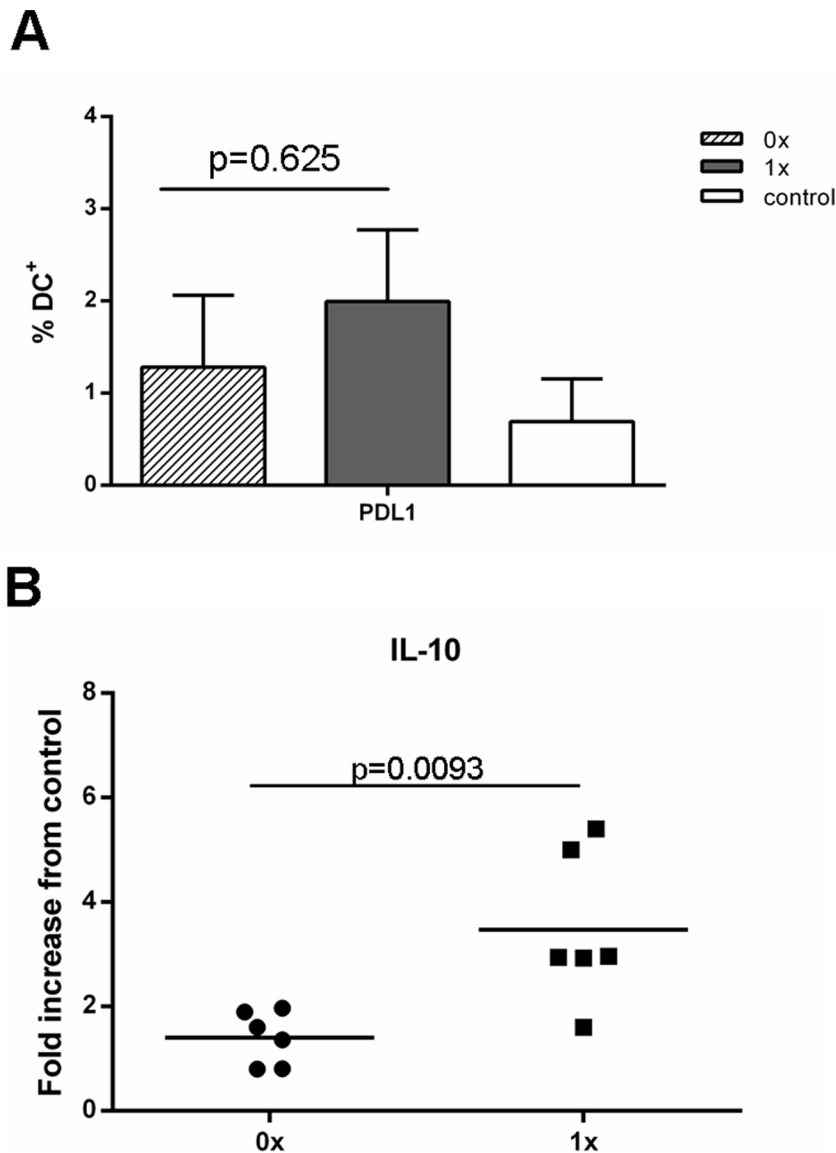 A
4
p=0.625
3
2
1
0
% DC+
PDL1
0x
1x
control
B
IL-10
8
p=0.0093
6
4
2
0
Fold increase from control
0x
1x